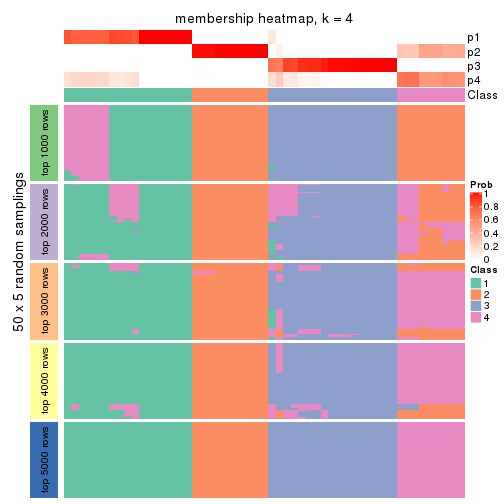 membership heatmap, k = 4
p1
p2
p3
p4
Class
50 x 5 random samplings
top 1000 rows
top 2000 rows
top 3000 rows
top 4000 rows
top 5000 rows
Prob
1
0.8
0.6
0.4
0.2
0
Class
1
2
3
4